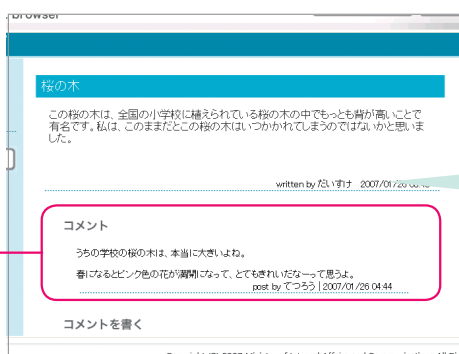 桜の木
この桜の木は、全国の小学校に植えられている桜の木の中でもっとも背が高いことで
有名です。私は、このままだとこの桜の木はいつかかれてしまうのではないかと思いま
した。
written by だいすけ 2007/01/26
コメント
うちの学校の桜の木は、本当に大きいよね。
春になるとピンク色の花が満開になって、とてもきれいだなーって思うよ。
post by てつろう | 2007/01/26 04:44
コメントを書く